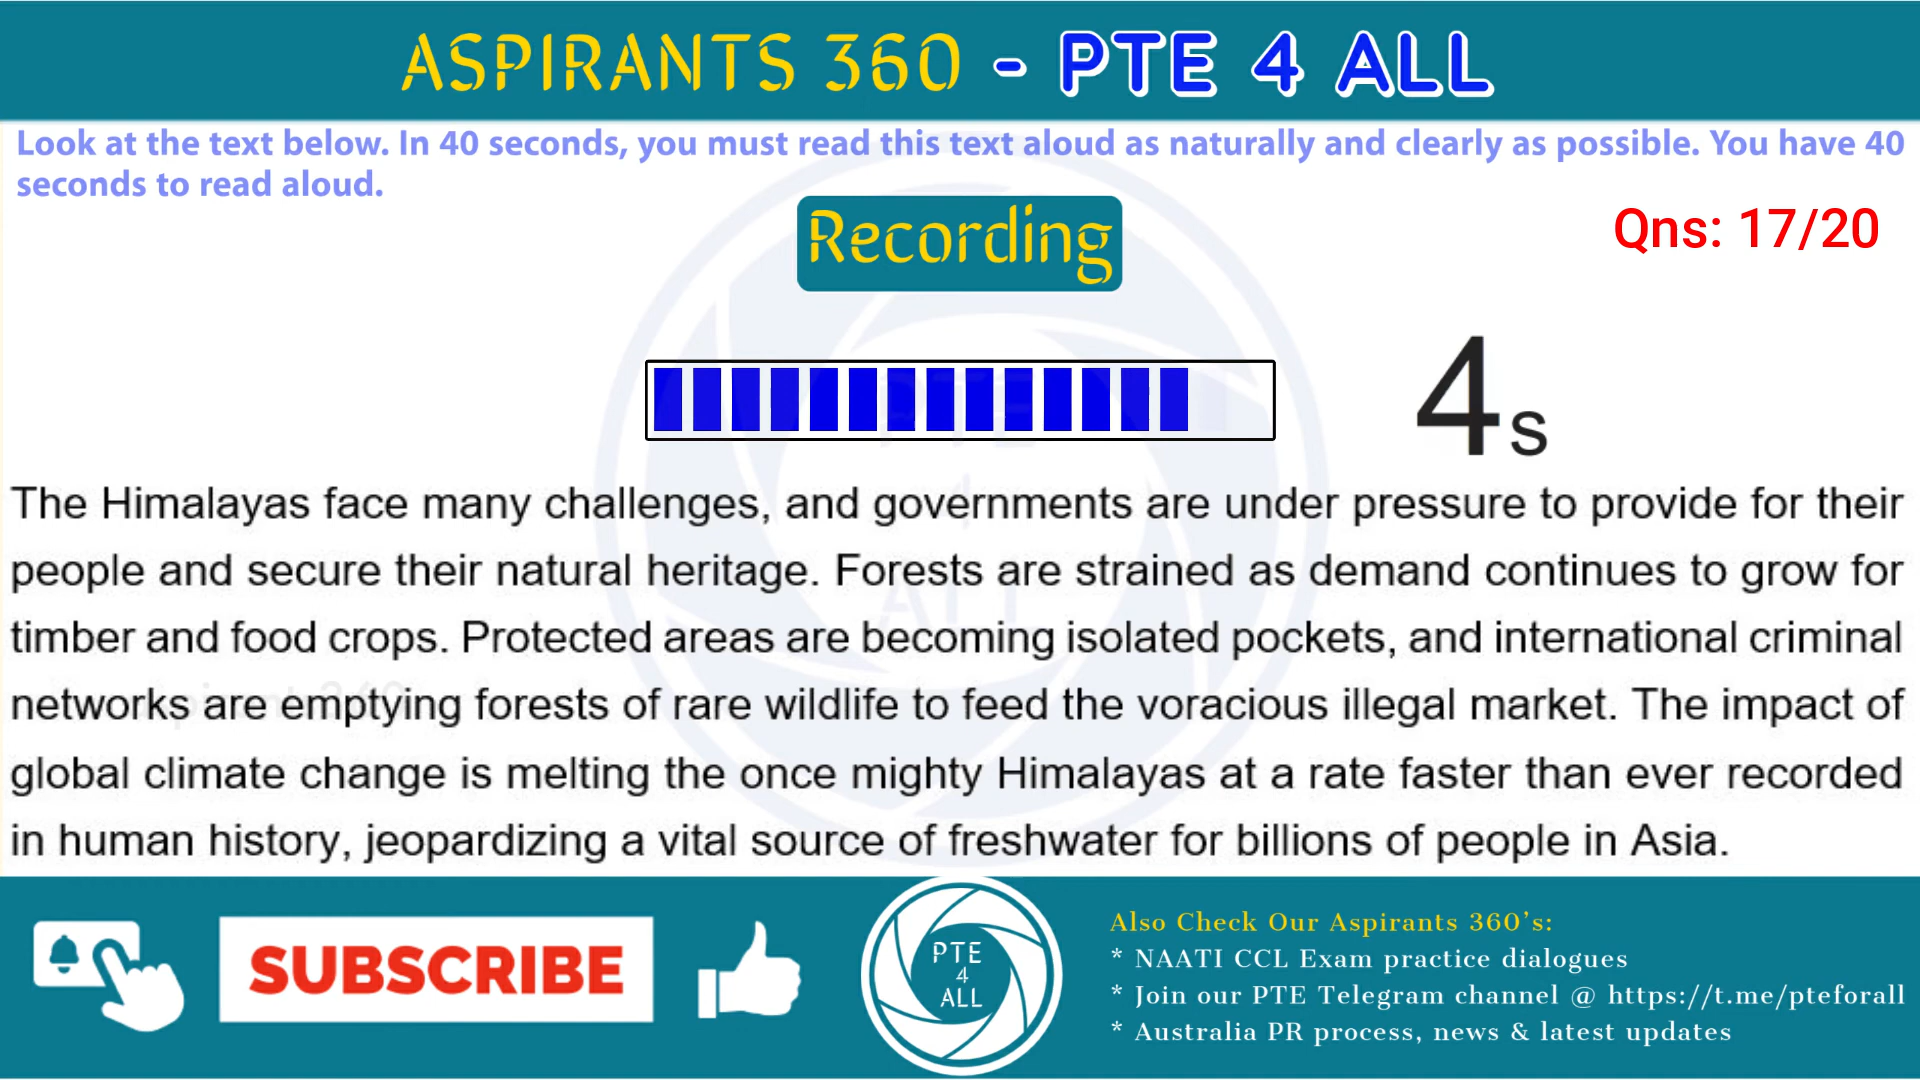 ASPIRANTS 360 - PTE 4 ALL
Look at the text below. In 40 seconds, you must read this text aloud as naturally and clearly as possible. You have 40
seconds to read aloud.
Recording
Qns: 17/20
4s
The Himalayas face many challenges, and governments are under pressure to provide for their
people and secure their natural heritage. Forests are strained as demand continues to grow for
timber and food crops. Protected areas are becoming isolated pockets, and international criminal
networks are emptying forests of rare wildlife to feed the voracious illegal market. The impact of
global climate change is melting the once mighty Himalayas at a rate faster than ever recorded
in human history, jeopardizing a vital source of freshwater for billions of people in Asia.
SUBSCRIBE
PTE
4
ALL
Also Check Our Aspirants 360's:
* NAATI CCL Exam practice dialogues
* Join our PTE Telegram channel @ https://t.me/pteforall
* Australia PR process, news & latest updates